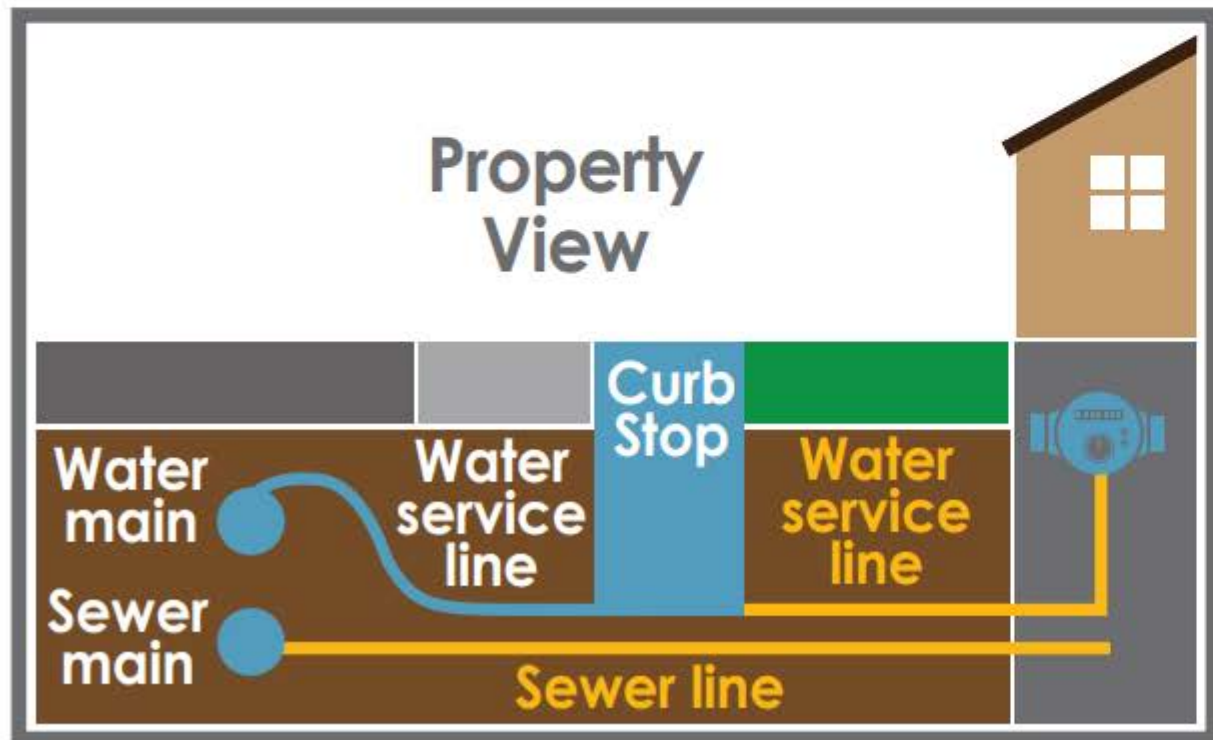 Property
View
Curb
Stop
Water
main
Water
service
line
Water
service
line
Sewer
main
Sewer line